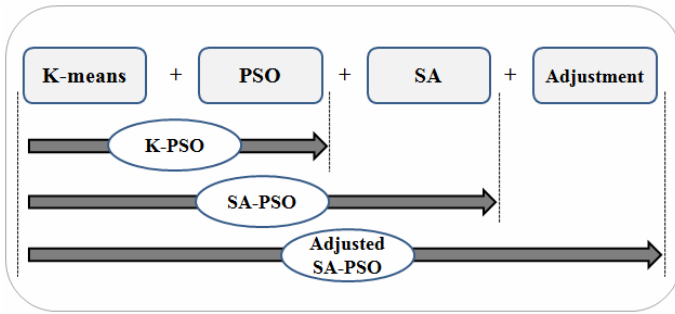 K-means + PSO + SA + Adjustment
K-PSO
SA-PSO
Adjusted
SA-PSO